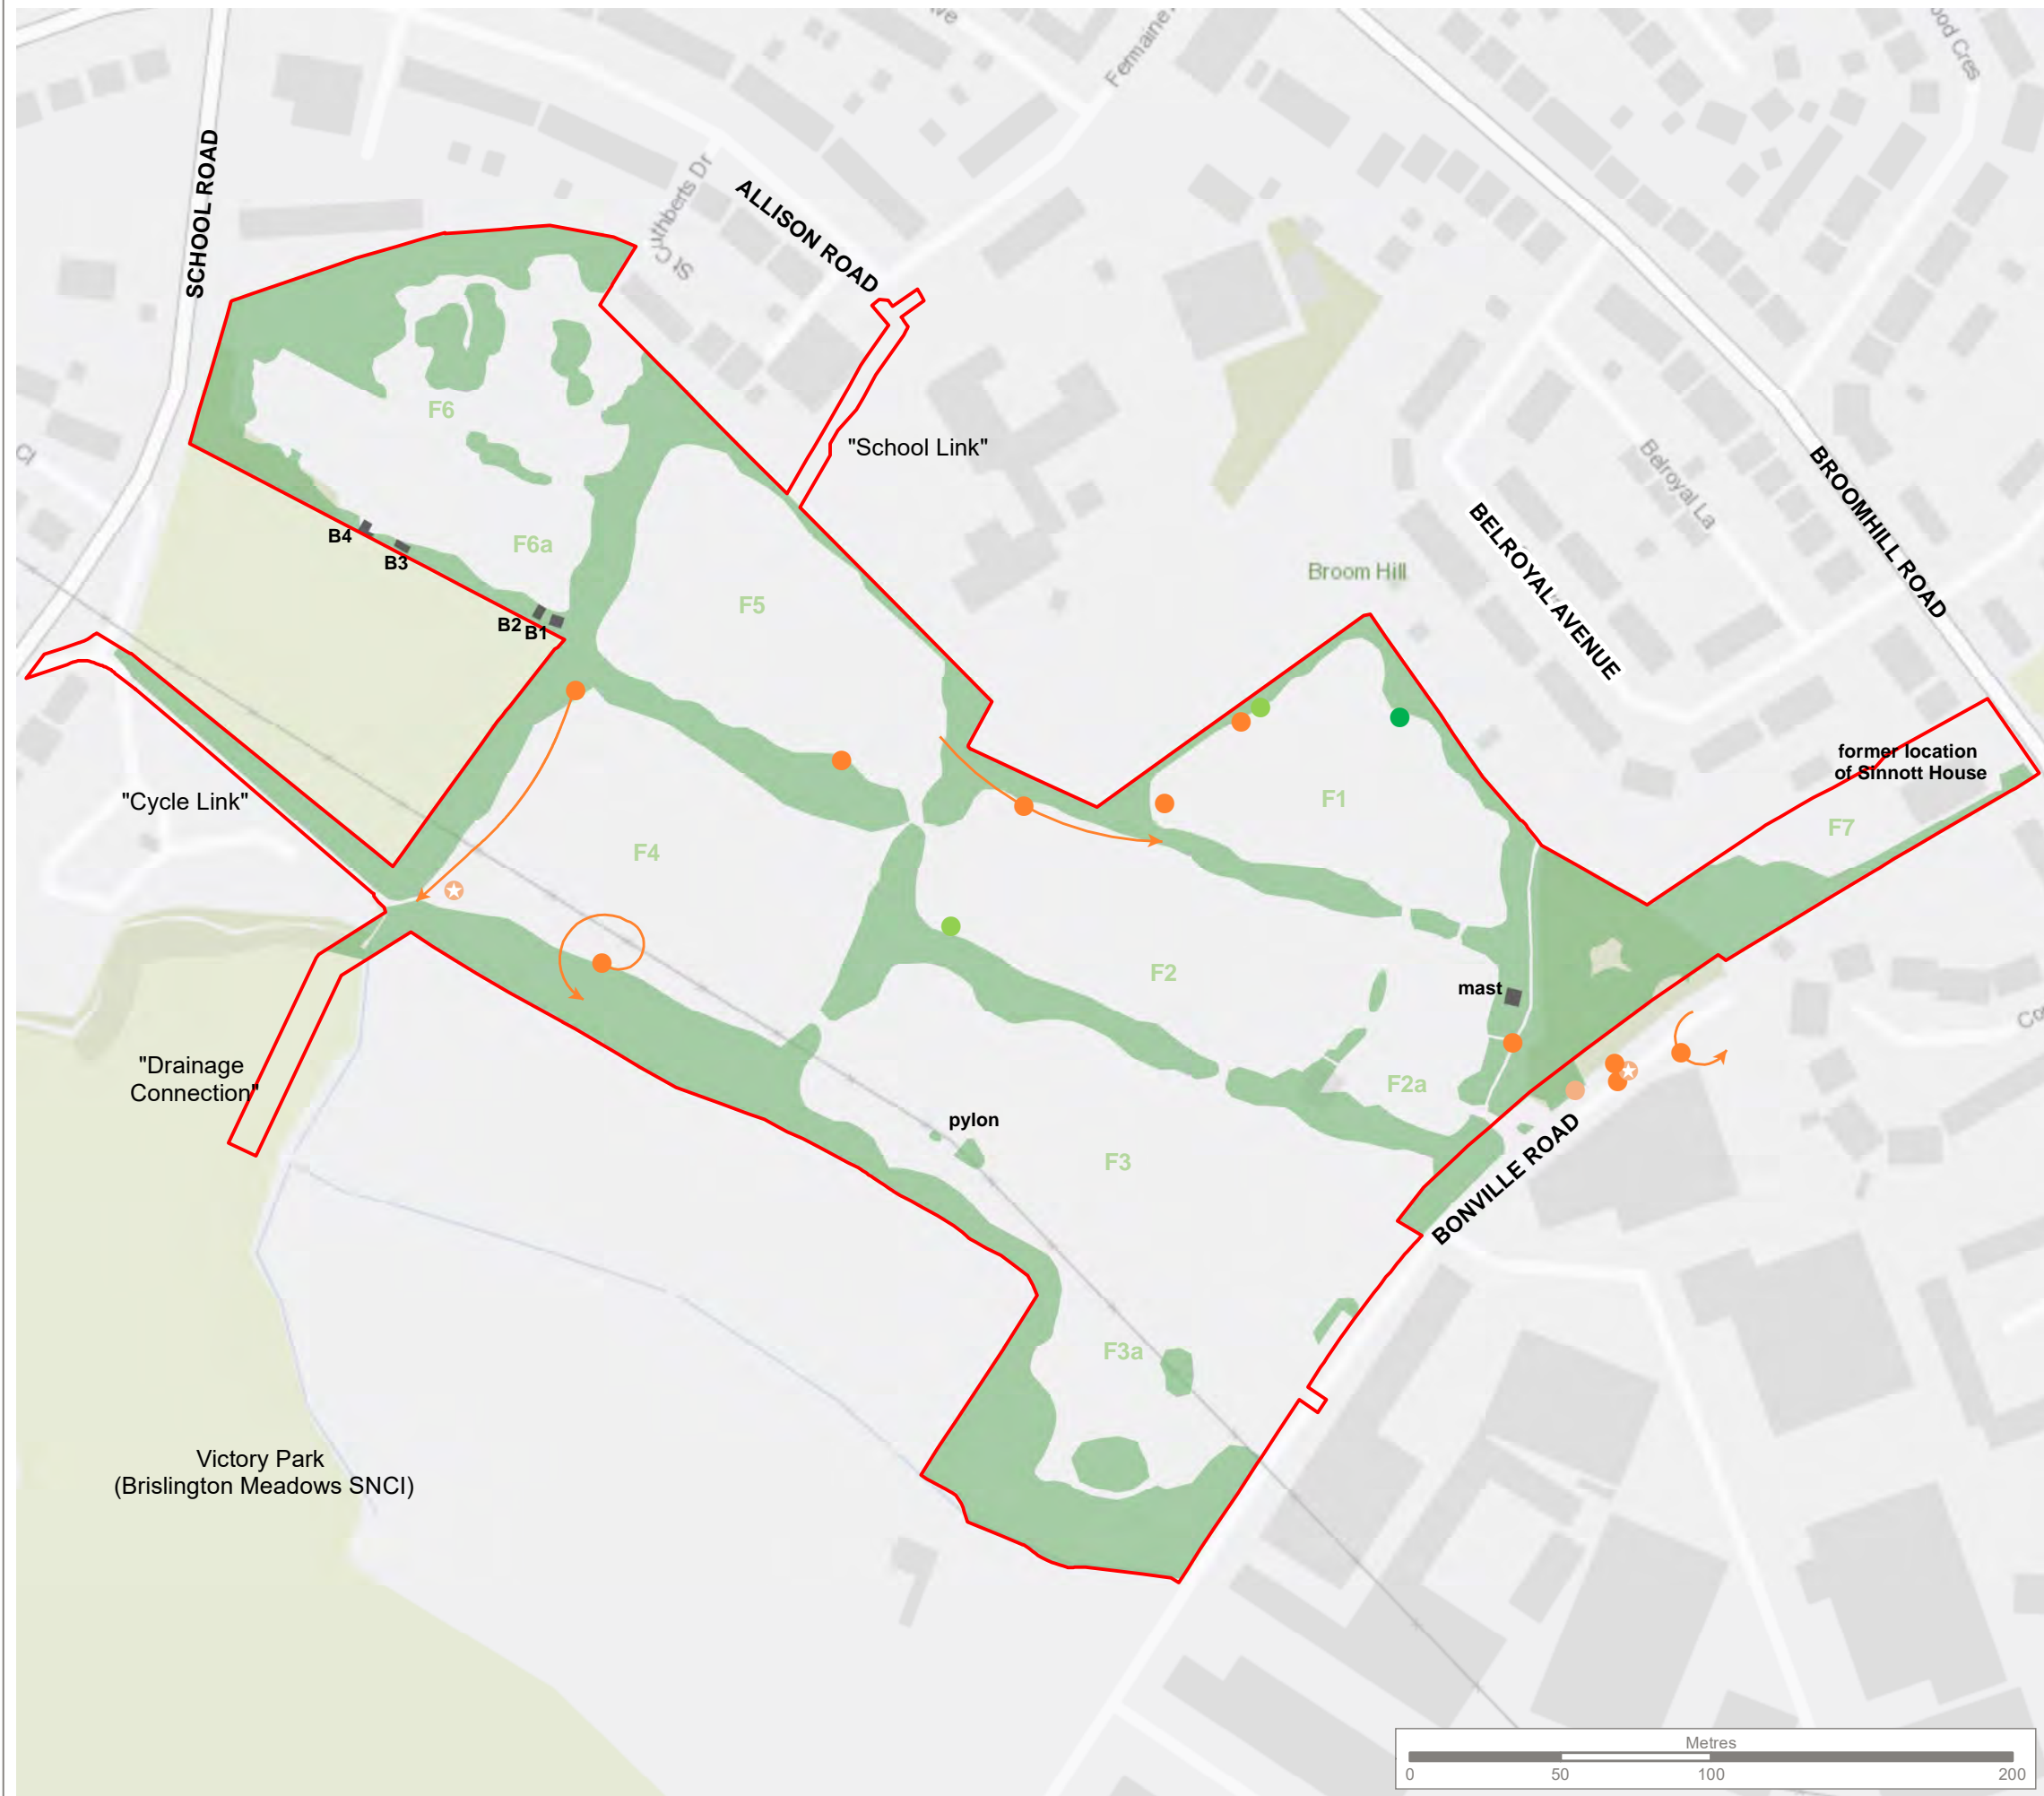 SCHOOL ROAD
St Cuthberts Dr
ALLISON ROAD
"School Link"
F6
B4
B3
F6a
B2
B1
F5
Broom Hill
BELROYAL AVENUE
Belroyal La
BROOMHILL ROAD
former location
of Sinnott House
F7
F1
"Cycle Link"
F4
F2
mast
F2a
"Drainage
Connection"
pylon
F3
BONVILLE ROAD
F3a
Victory Park
(Brislington Meadows SNCI)
Metres
0
50
100
200